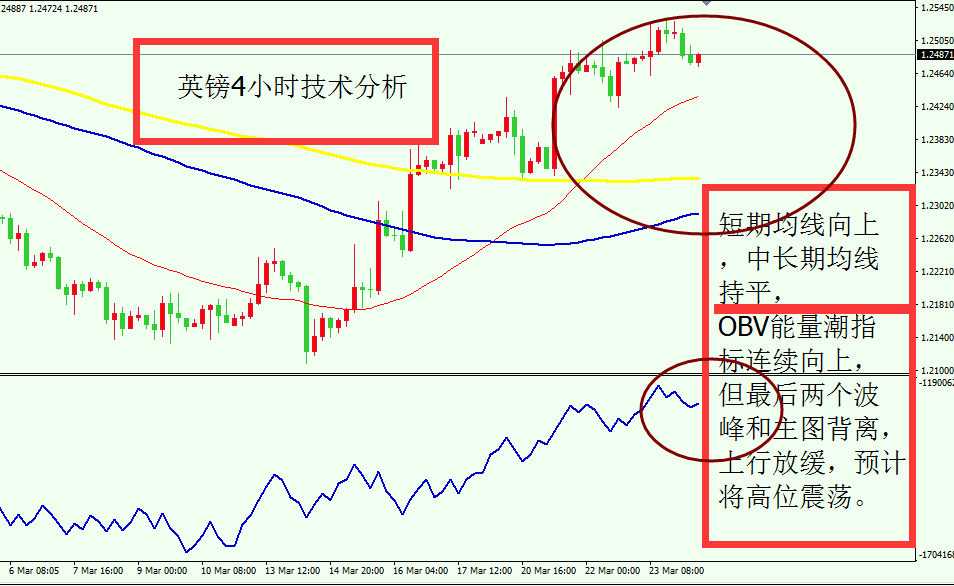 24887 1.24724 1.24871
英镑4小时技术分析
1.25450
1.25050
1.24871
1.24640
1.24240
1.23830
1.23430
1.23020
1.22620
1.22210
1.21810
1.21400
1.21000
短期均线向上
，中长期均线
持平，
OBV能量潮指
标连续向上，
但最后两个波
峰和主图背离，
上行放缓，预计
将高位震荡。
-1190062
-1704168
6 Mar 08:05 7 Mar 16:00 9 Mar 00:00 10 Mar 08:00 13 Mar 12:00 14 Mar 20:00 16 Mar 04:00 17 Mar 12:00 20 Mar 16:00 22 Mar 00:00 23 Mar 08:00